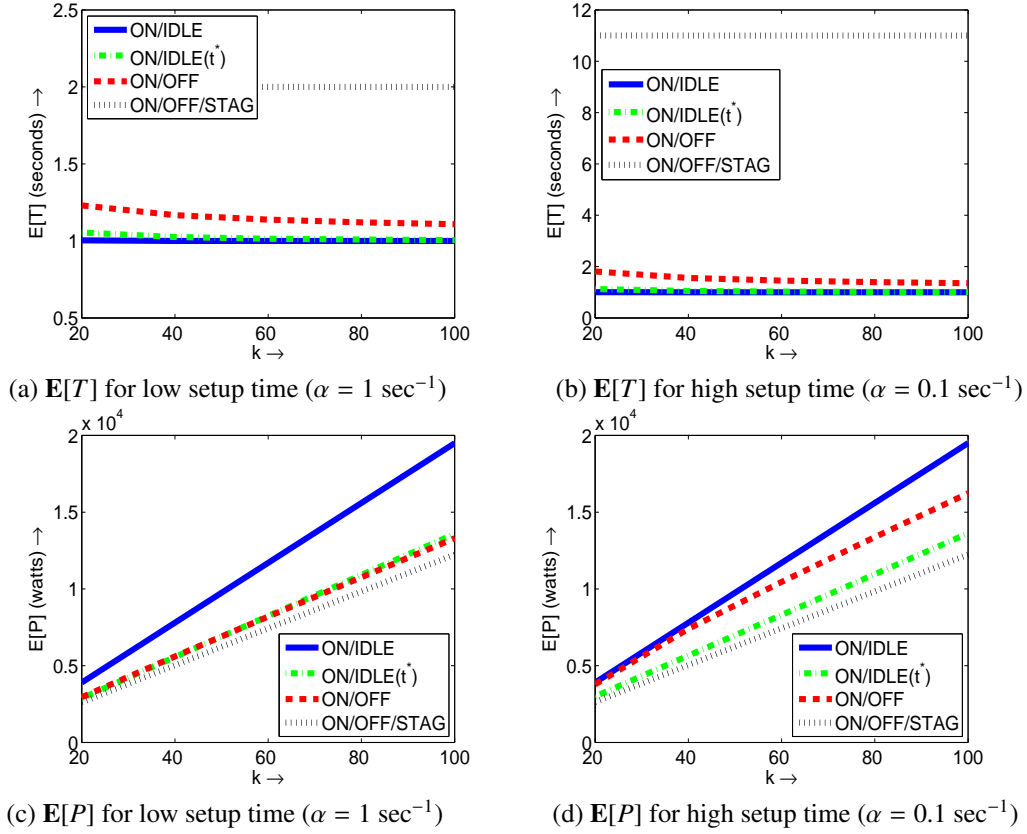 2.5
2
1.5
1
0.5
E[T] (seconds) →
ON/IDLE
ON/IDLE(t*)
ON/OFF
ON/OFF/STAG
20 40 60 80 100
k →
(a) E[T] for low setup time (α = 1 sec⁻¹)
12
10
8
6
4
2
0
E[T] (seconds) →
ON/IDLE
ON/IDLE(t*)
ON/OFF
ON/OFF/STAG
20 40 60 80 100
k →
(b) E[T] for high setup time (α = 0.1 sec⁻¹)
x 10⁴
2
1.5
1
0.5
0
E[P] (watts) →
ON/IDLE
ON/IDLE(t*)
ON/OFF
ON/OFF/STAG
20 40 60 80 100
k →
(c) E[P] for low setup time (α = 1 sec⁻¹)
x 10⁴
2
1.5
1
0.5
0
E[P] (watts) →
ON/IDLE
ON/IDLE(t*)
ON/OFF
ON/OFF/STAG
20 40 60 80 100
k →
(d) E[P] for high setup time (α = 0.1 sec⁻¹)